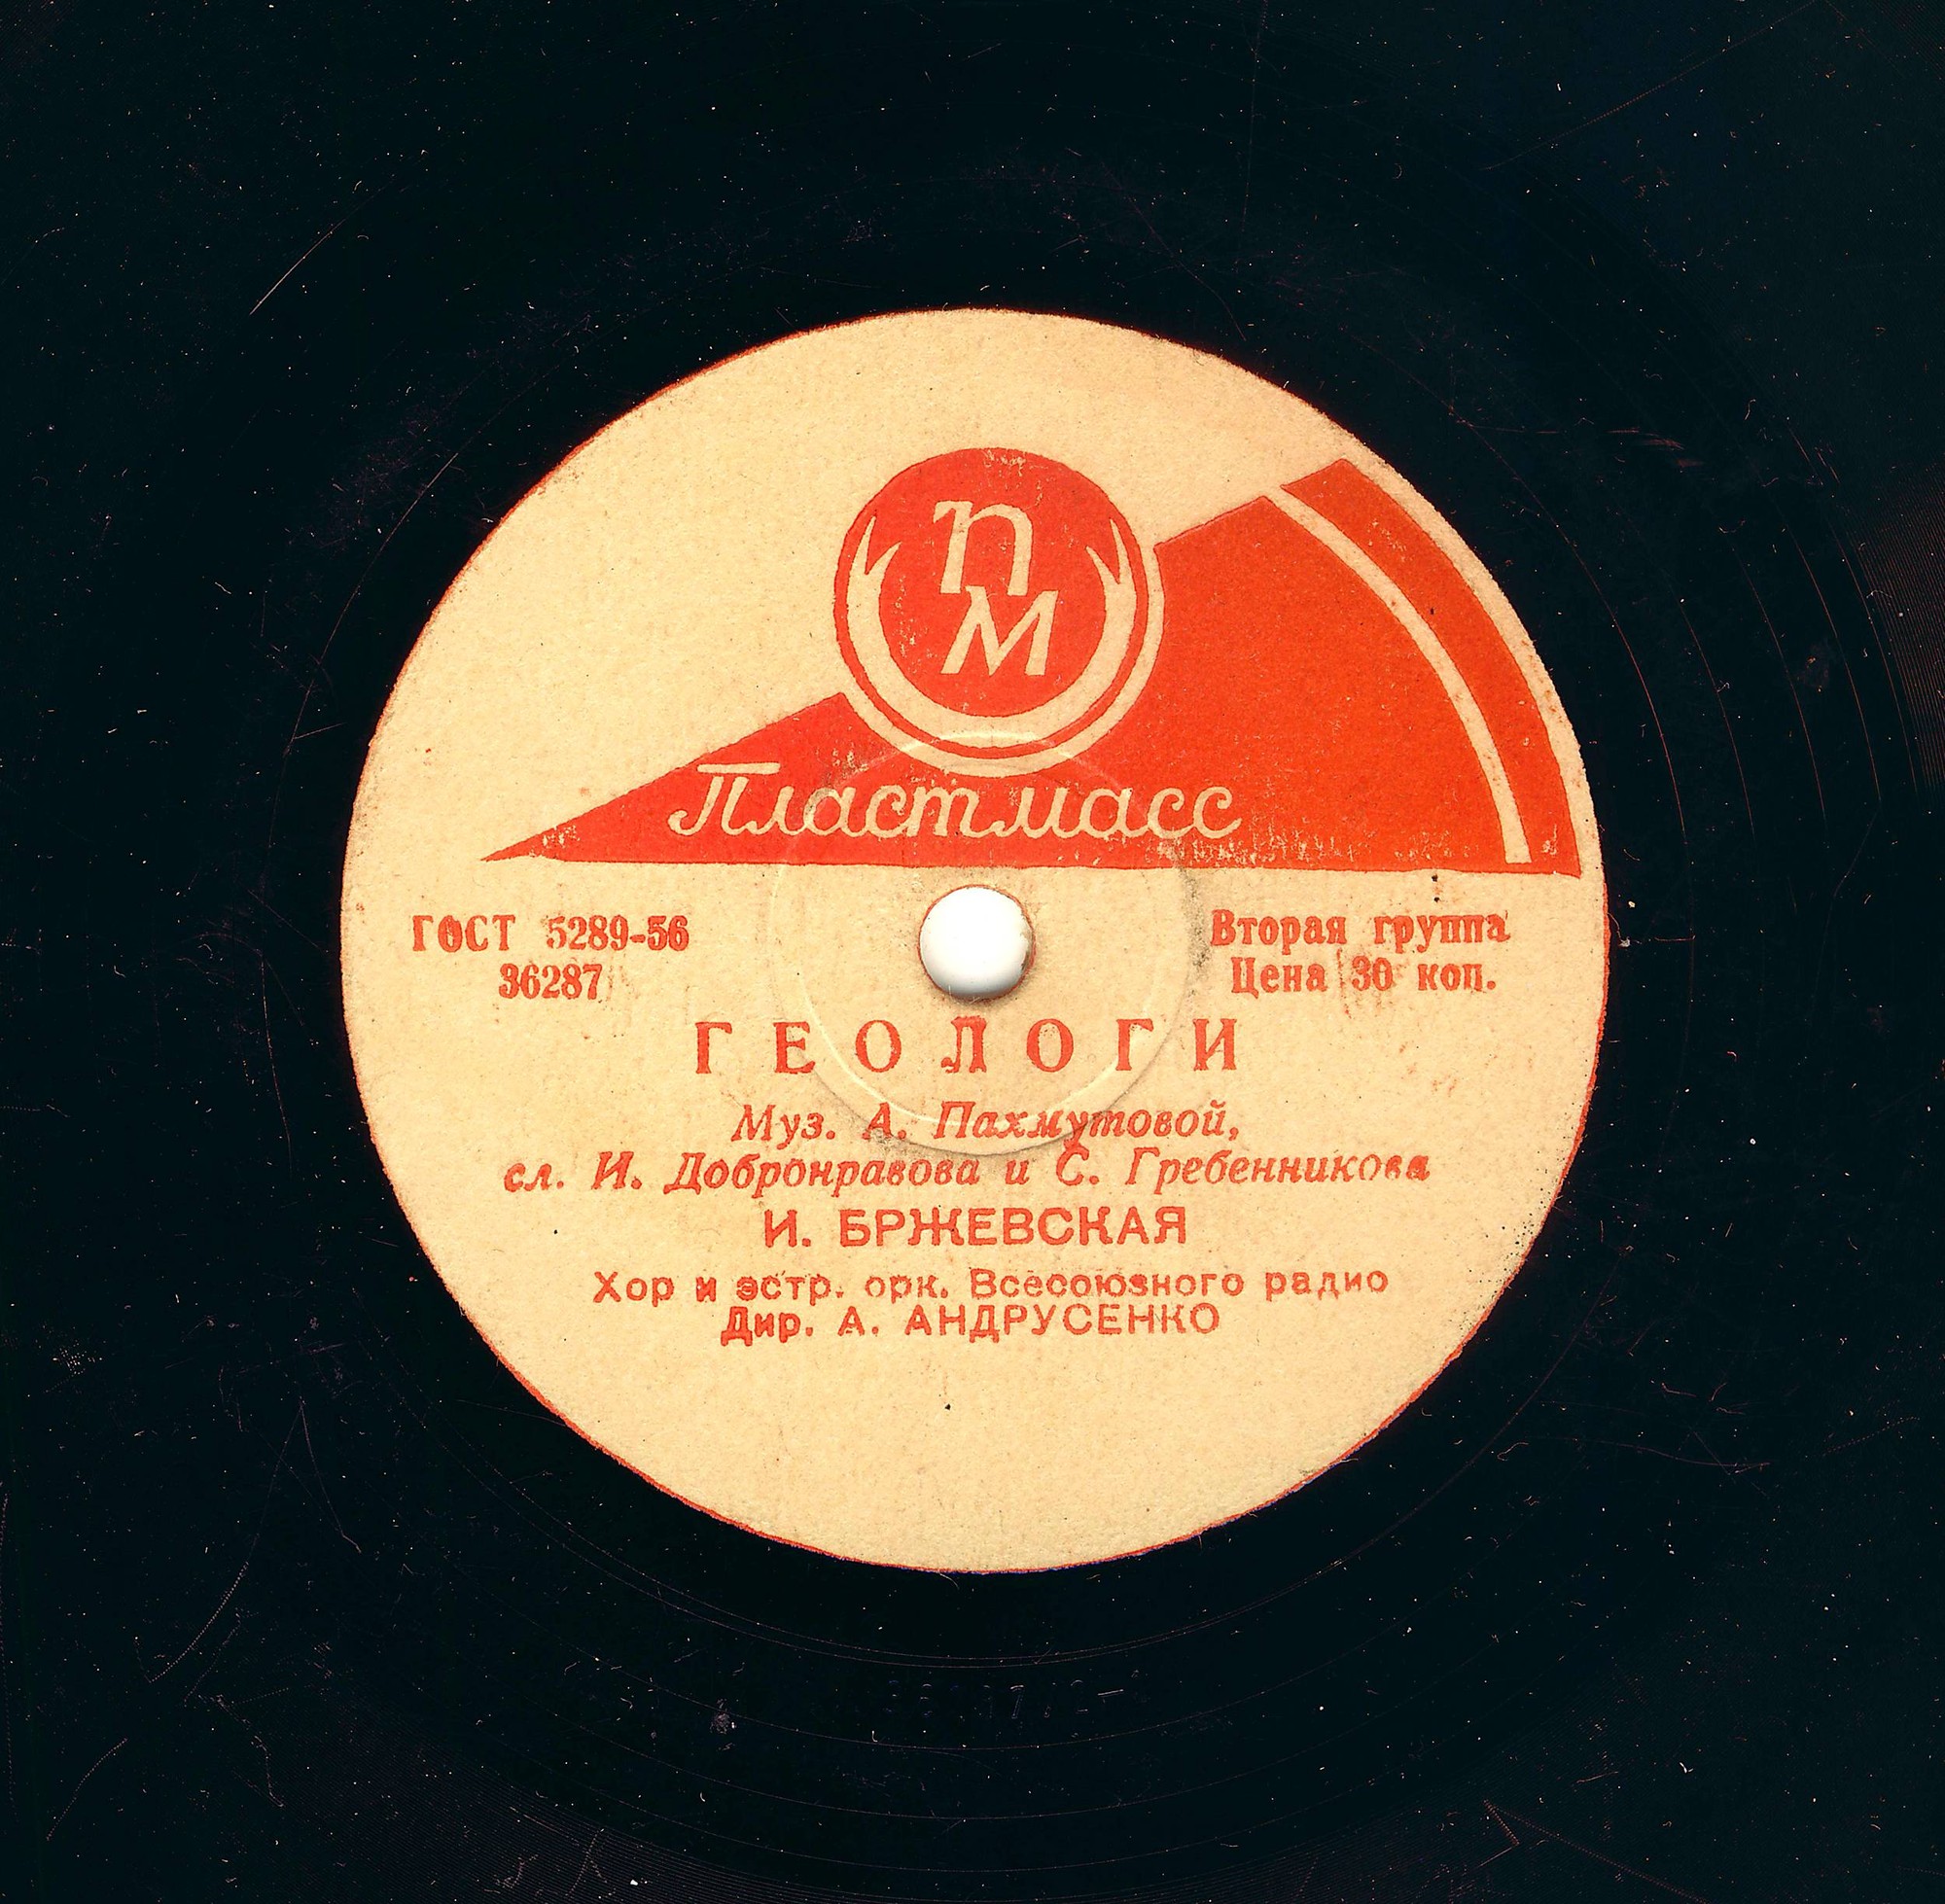 ПМ
Пластмасс
ГОСТ 5289-56
36287
Вторая группа
Цена 30 коп.
ГЕОЛОГИ
Муз. А. Пахмутовой,
сл. И. Добронравова и С. Гребенникова
И. БРЖЕВСКАЯ
Хор и эстр. орк. Всесоюзного радио
Дир. А. АНДРУСЕНКО